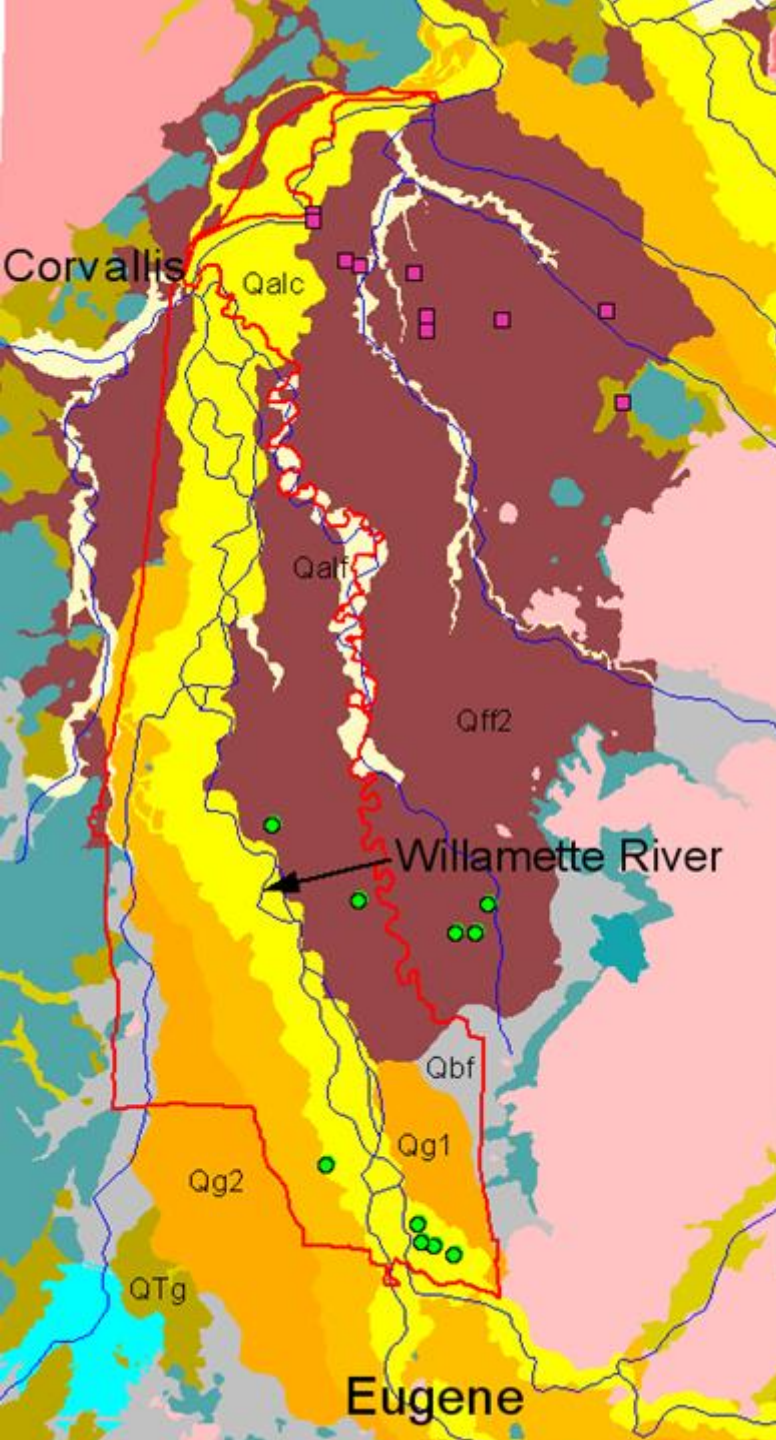 Corvallis
Qalc
Qalf
Qff2
Willamette River
Qbf
Qg1
Qg2
QTg
Eugene